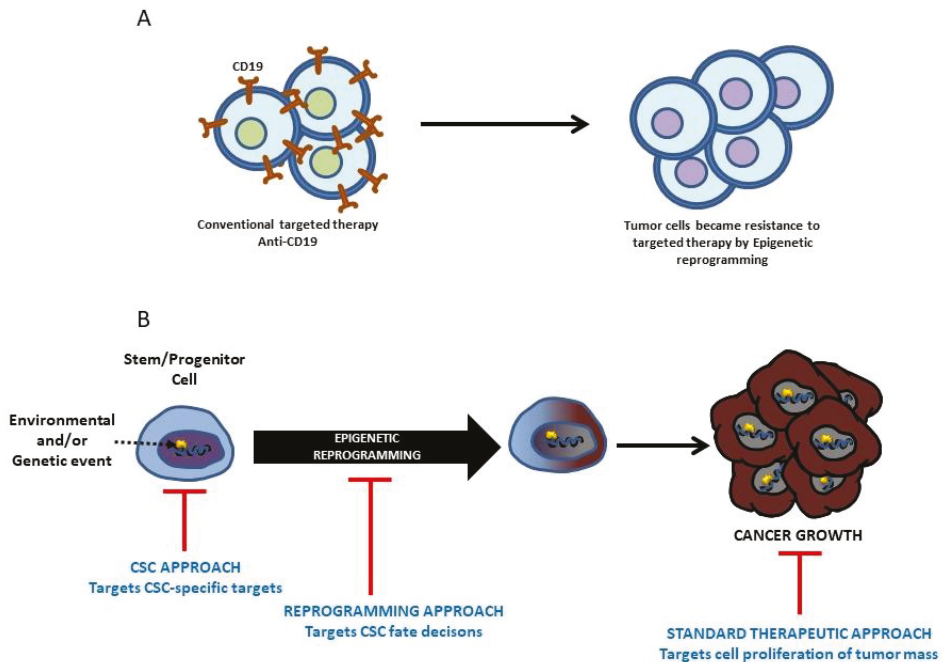 A
CD19
Conventional targeted therapy
Anti-CD19
Tumor cells became resistance to
targeted therapy by Epigenetic
reprogramming
B
Stem/Progenitor
Cell
Environmental
and/or
Genetic event
EPIGENETIC
REPROGRAMMING
CANCER GROWTH
CSC APPROACH
Targets CSC-specific targets
REPROGRAMMING APPROACH
Targets CSC fate decisons
STANDARD THERAPEUTIC APPROACH
Targets cell proliferation of tumor mass